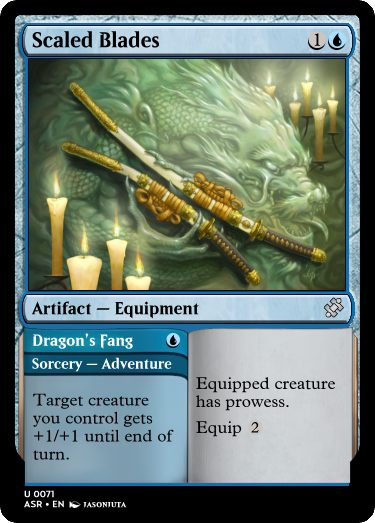 Scaled Blades 1
Artifact — Equipment
Dragon's Fang
Sorcery — Adventure
Target creature
you control gets
+1/+1 until end of
turn.
Equipped creature
has prowess.
Equip 2
U 0071
ASR • EN JASONJUTA